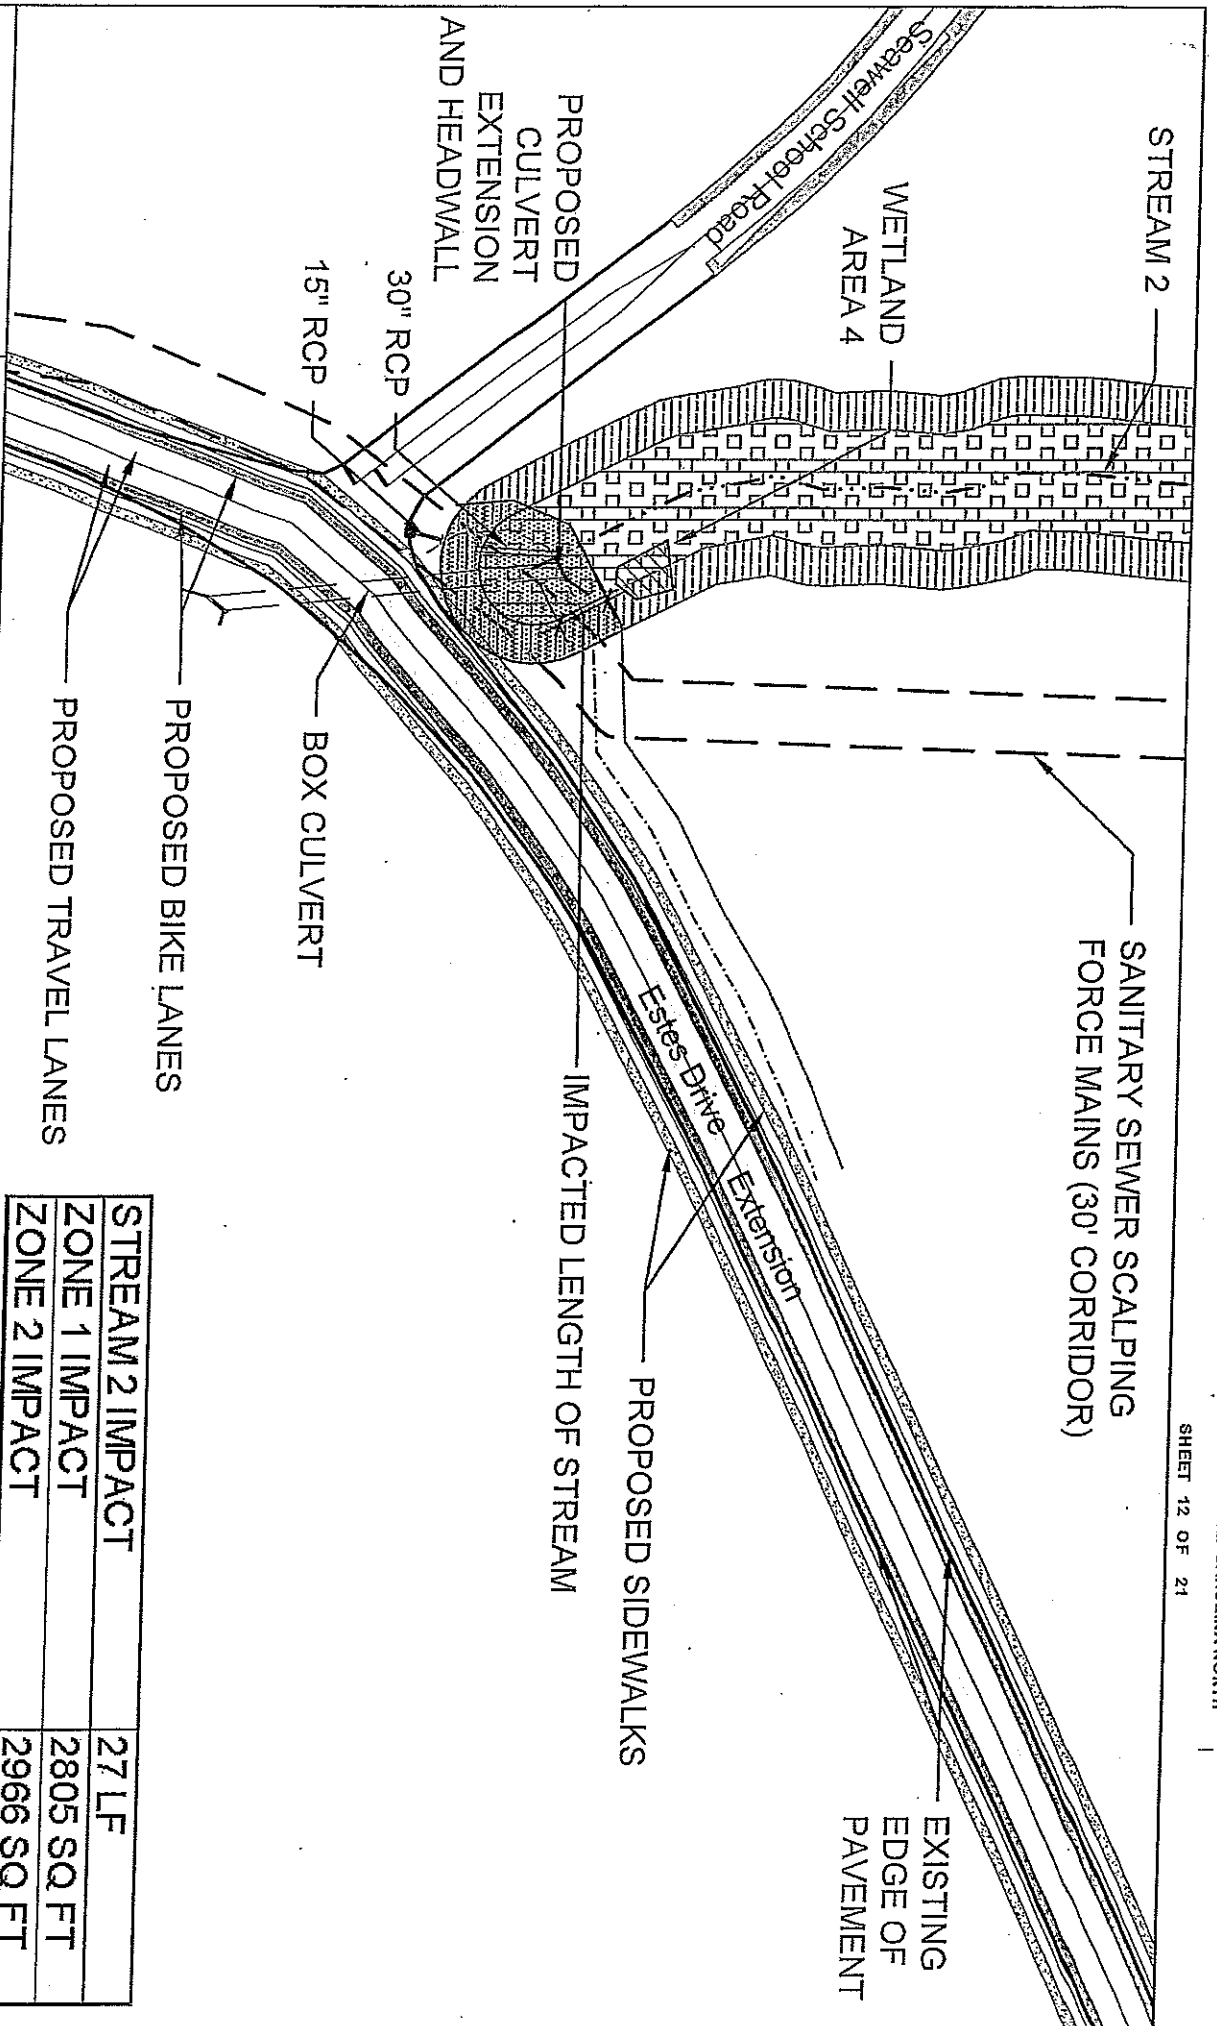 SHEET 12 OF 21
STREAM 2
Seawell School Road
WETLAND
AREA 4
PROPOSED
CULVERT
EXTENSION
AND HEADWALL
30" RCP
15" RCP
SANITARY SEWER SCALPING
FORCE MAINS (30' CORRIDOR)
Estes Drive Extension
EXISTING
EDGE OF
PAVEMENT
PROPOSED SIDEWALKS
IMPACTED LENGTH OF STREAM
BOX CULVERT
PROPOSED BIKE LANES
PROPOSED TRAVEL LANES
STREAM 2 IMPACT 27 LF
ZONE 1 IMPACT 2805 SQ FT
ZONE 2 IMPACT 2966 SQ FT